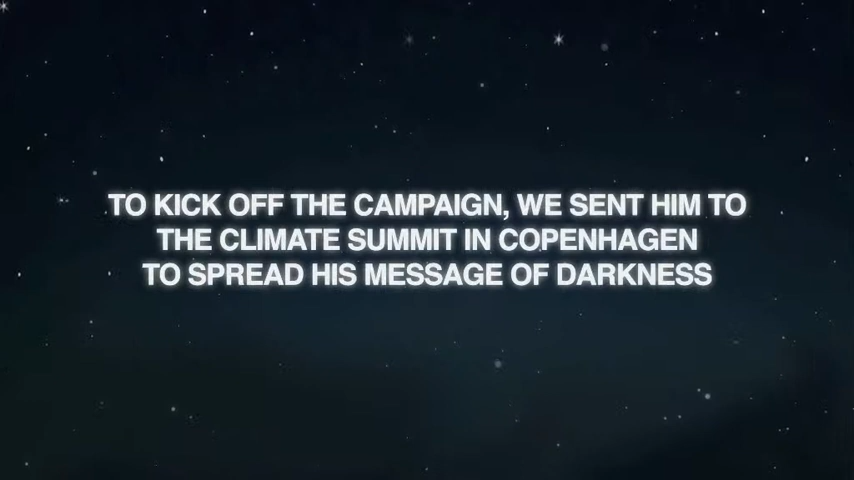 TO KICK OFF THE CAMPAIGN, WE SENT HIM TO
THE CLIMATE SUMMIT IN COPENHAGEN
TO SPREAD HIS MESSAGE OF DARKNESS